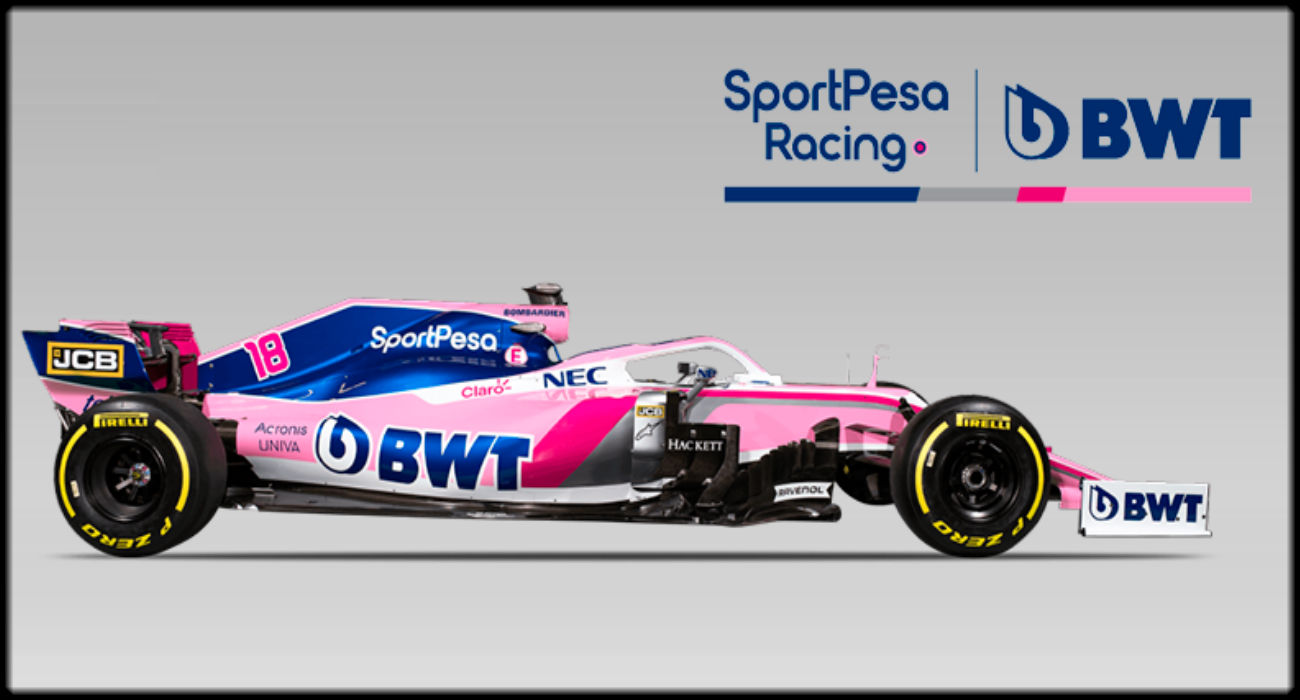 SportPesa
Racing
BWT
BOMBARDIER
18
SportPesa
E
JCB
NEC
Claro
JCB
Acronis
UNIVA
BWT
HACKETT
RAVENOL
PIRELLI
P ZERO
PIRELLI
P ZERO
BWT